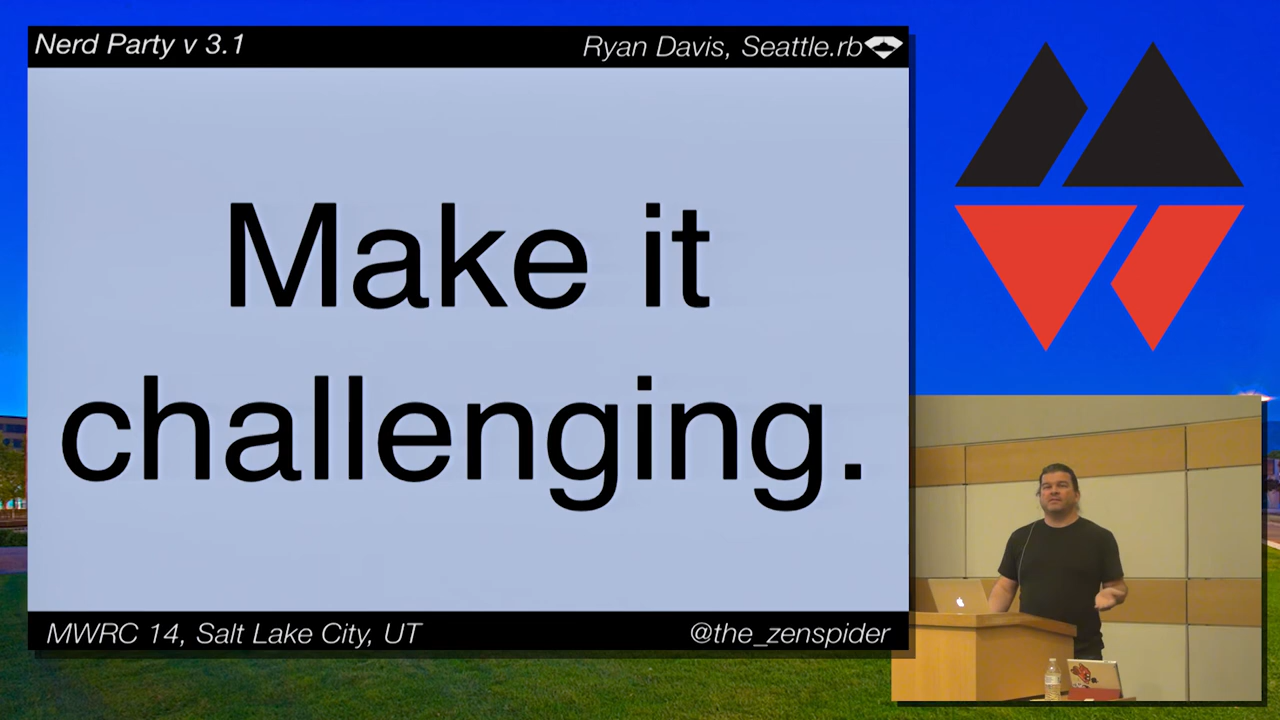 Nerd Party v 3.1
Ryan Davis, Seattle.rb
Make it
challenging.
MWRC 14, Salt Lake City, UT
@the_zenspider